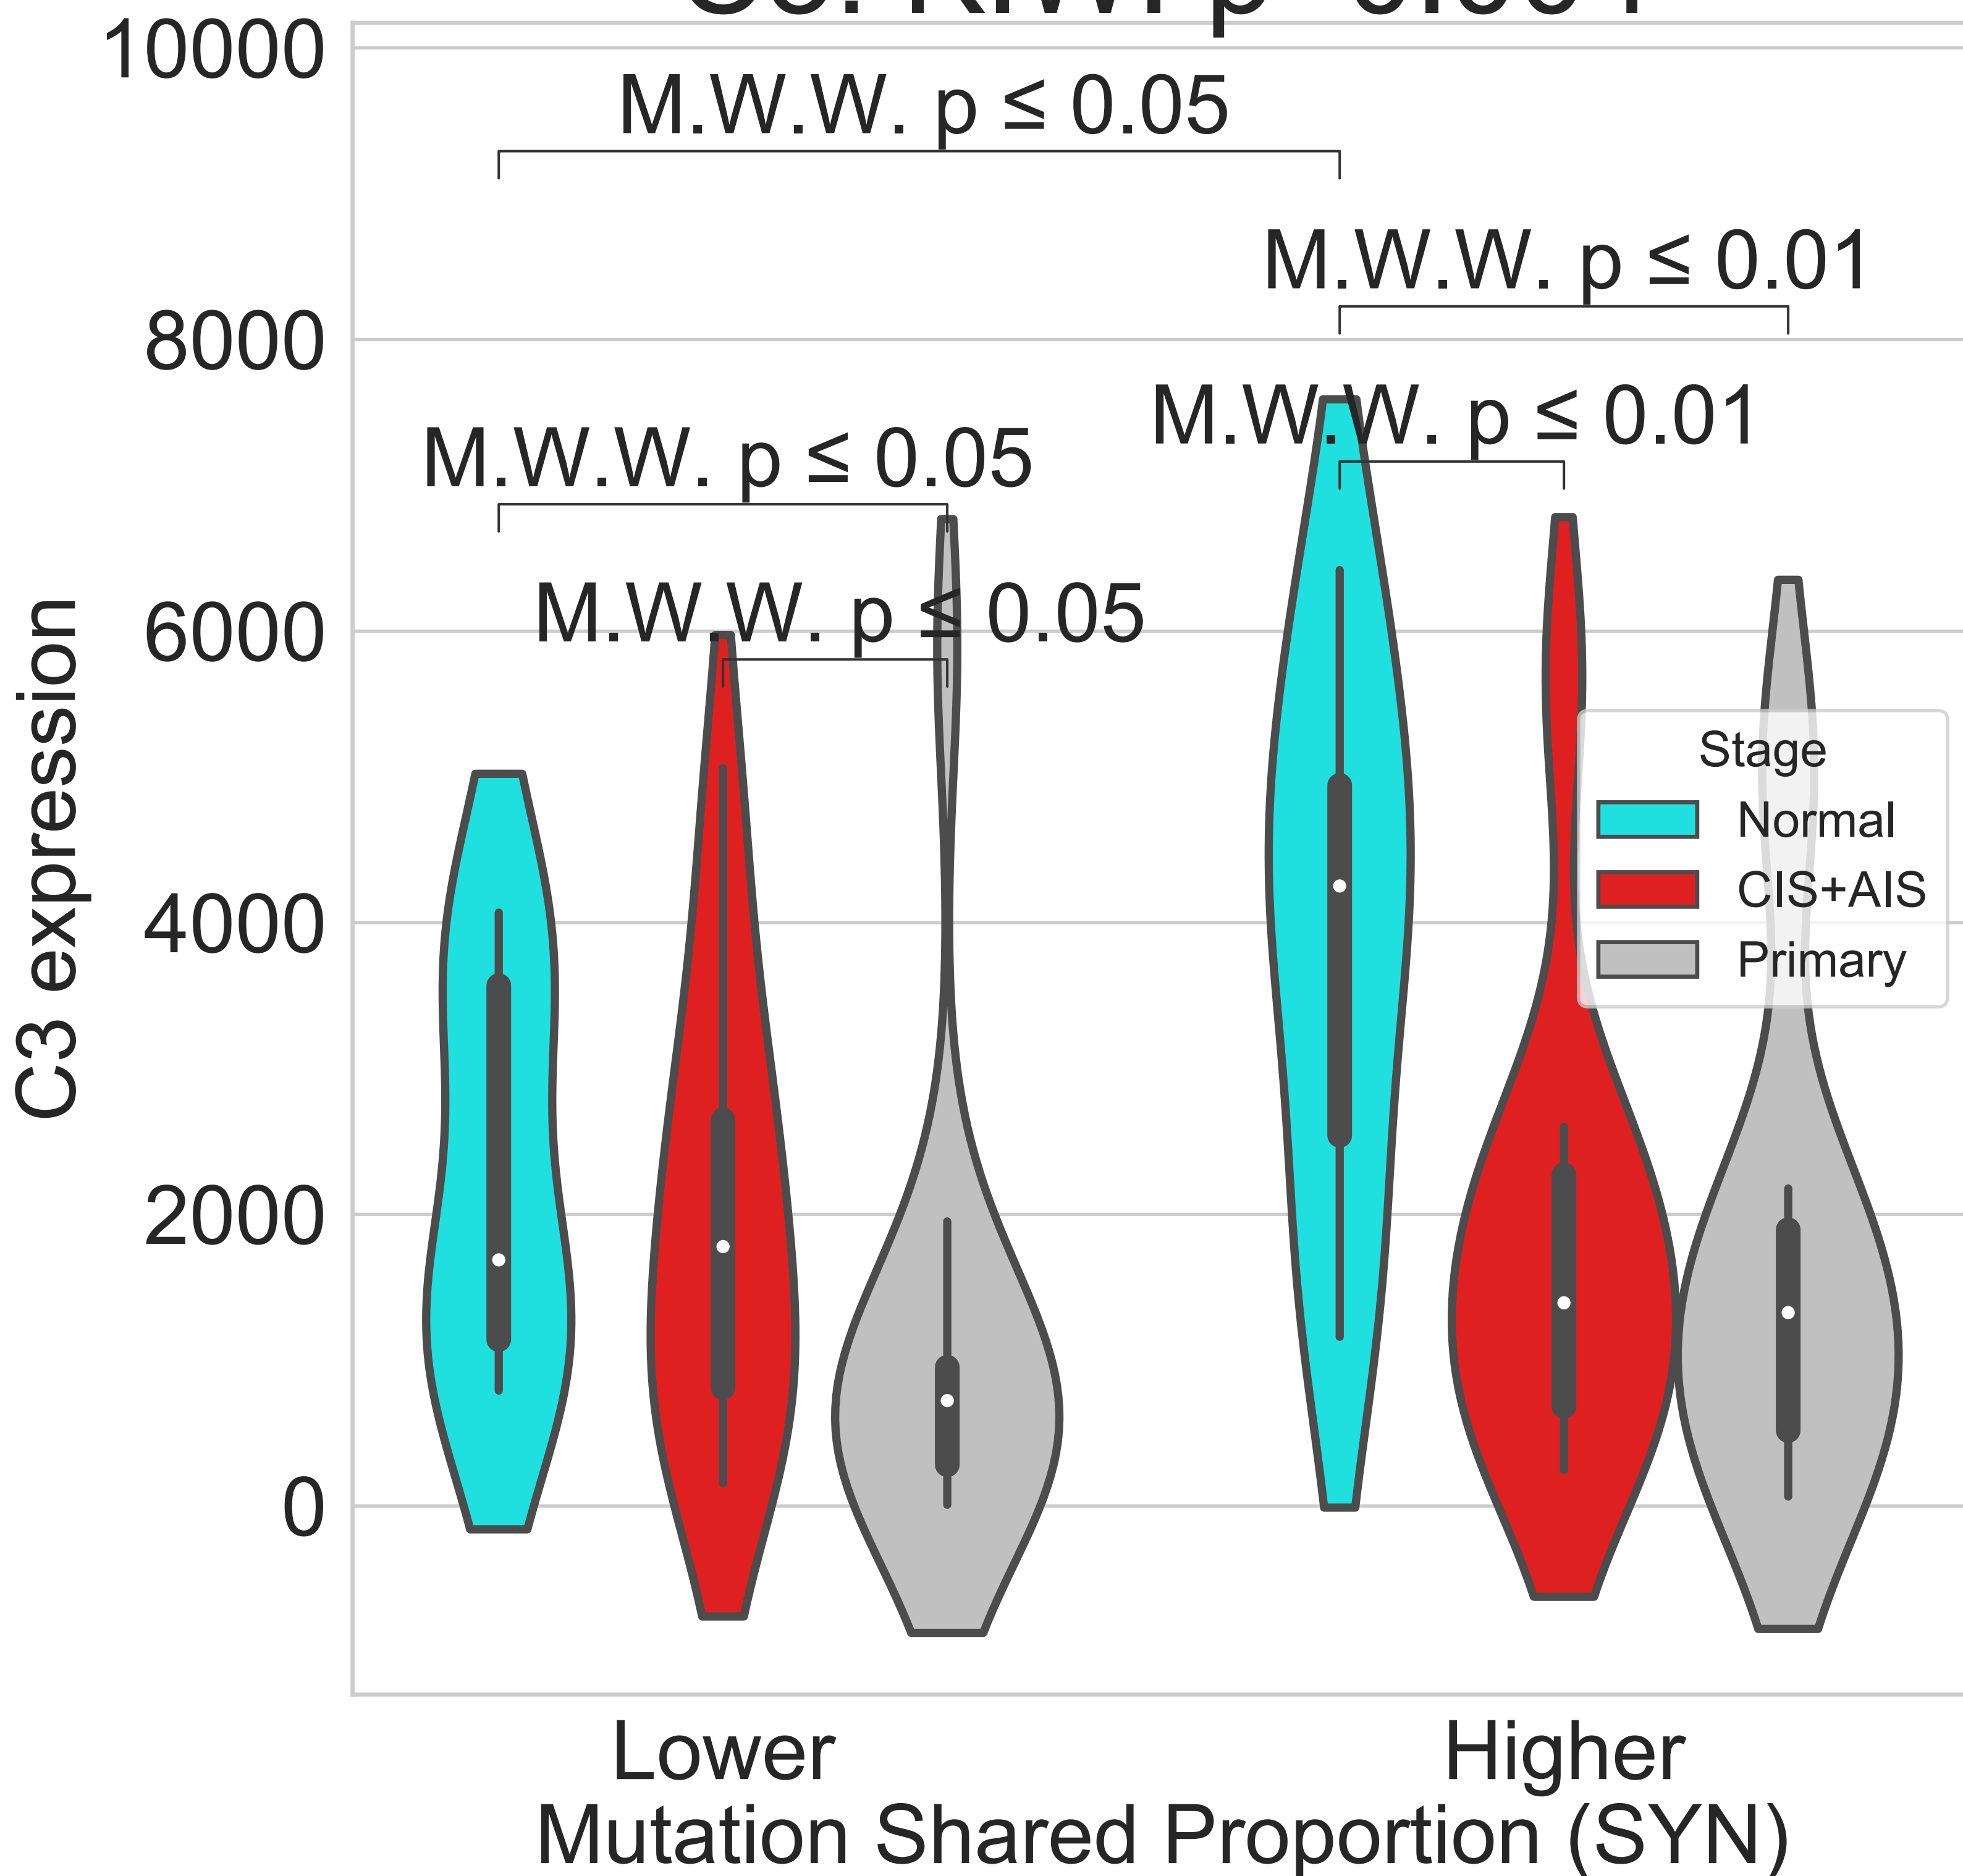 10000
M.W.W. p ≤ 0.05
M.W.W. p ≤ 0.01
8000
M.W.W. p ≤ 0.01
M.W.W. p ≤ 0.05
6000
M.W.W. p ≤ 0.05
C3 expression
Stage
Normal
CIS+AIS
Primary
4000
2000
0
Lower
Higher
Mutation Shared Proportion (SYN)